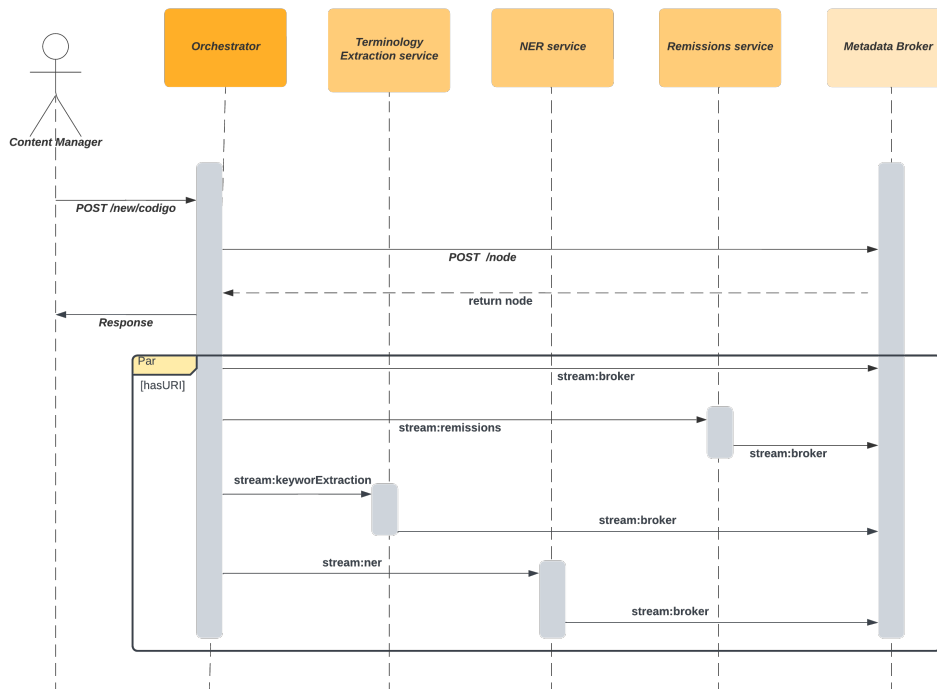 Orchestrator
Terminology
Extraction service
NER service
Remissions service
Metadata Broker
Content Manager
POST /new/codigo
POST /node
return node
Response
Par
[hasURI]
stream:broker
stream:remissions
stream:broker
stream:keyworExtraction
stream:broker
stream:ner
stream:broker